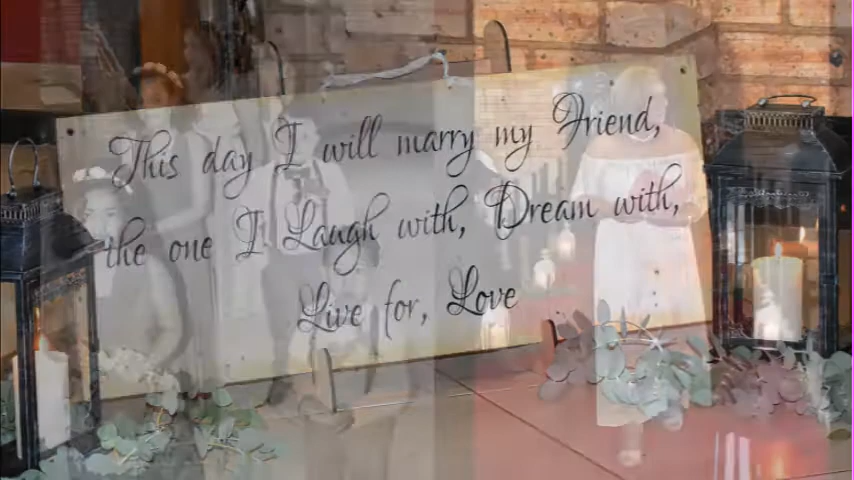 This day I will marry my Friend,
the one I Laugh with, Dream with,
Live for, Love